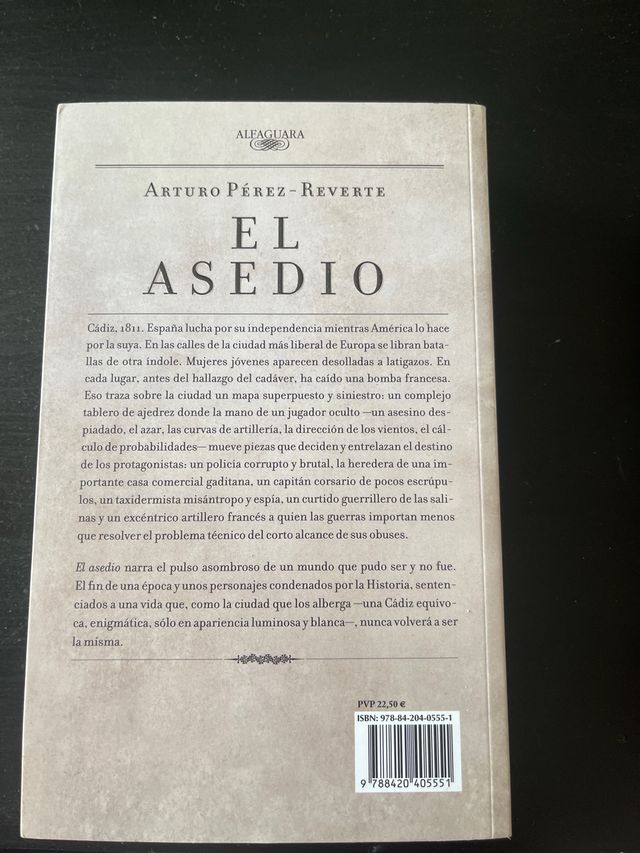 ALFAGUARA
ARTURO PÉREZ-REVERTE
EL
ASEDIO
Cádiz, 1811. España lucha por su independencia mientras América lo hace
por la suya. En las calles de la ciudad más liberal de Europa se libran bata-
llas de otra índole. Mujeres jóvenes aparecen desolladas a latigazos. En
cada lugar, antes del hallazgo del cadáver, ha caído una bomba francesa.
Eso traza sobre la ciudad un mapa superpuesto y siniestro: un complejo
tablero de ajedrez donde la mano de un jugador oculto —un asesino des-
piadado, el azar, las curvas de artillería, la dirección de los vientos, el cál-
culo de probabilidades— mueve piezas que deciden y entrelazan el destino
de los protagonistas: un policía corrupto y brutal, la heredera de una im-
portante casa comercial gaditana, un capitán corsario de pocos escrúpu-
los, un taxidermista misántropo y espía, un curtido guerrillero de las sali-
nas y un excéntrico artillero francés a quien las guerras importan menos
que resolver el problema técnico del corto alcance de sus obuses.
El asedio narra el pulso asombroso de un mundo que pudo ser y no fue.
El fin de una época y unos personajes condenados por la Historia, senten-
ciados a una vida que, como la ciudad que los alberga —una Cádiz equívo-
ca, enigmática, sólo en apariencia luminosa y blanca—, nunca volverá a ser
la misma.
PVP 22,50 €
ISBN: 978-84-204-0555-1
9 788420 405551